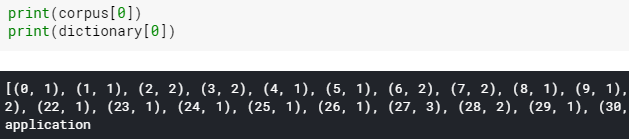 print(corpus[0])
print(dictionary[0])
[(0, 1), (1, 1), (2, 2), (3, 2), (4, 1), (5, 1), (6, 2), (7, 2), (8, 1), (9, 1),
2), (22, 1), (23, 1), (24, 1), (25, 1), (26, 1), (27, 3), (28, 2), (29, 1), (30,
application